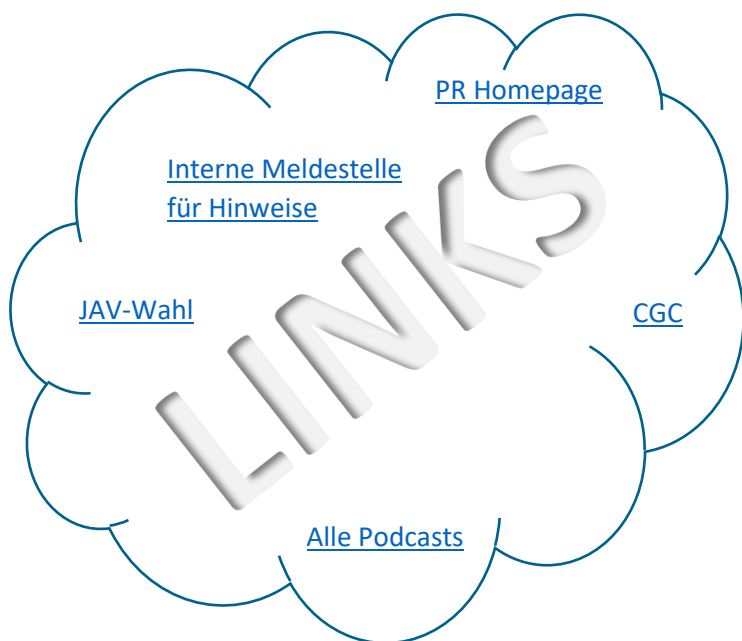 PR Homepage
Interne Meldestelle
für Hinweise
LINKS
JAV-Wahl
CGC
Alle Podcasts